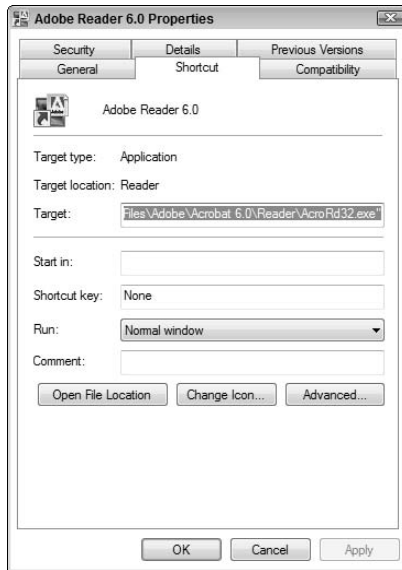 Adobe Reader 6.0 Properties
Security Details Previous Versions
General Shortcut Compatibility
Adobe Reader 6.0
Target type: Application
Target location: Reader
Target: Files\Adobe\Acrobat 6.0\Reader\AcroRd32.exe"
Start in:
Shortcut key: None
Run: Normal window
Comment:
Open File Location Change Icon... Advanced...
OK Cancel Apply